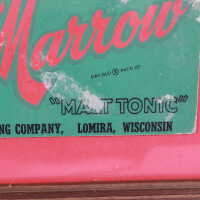 Marrow
"MALT TONIC"
NG COMPANY, LOMIRA, WISCONSIN